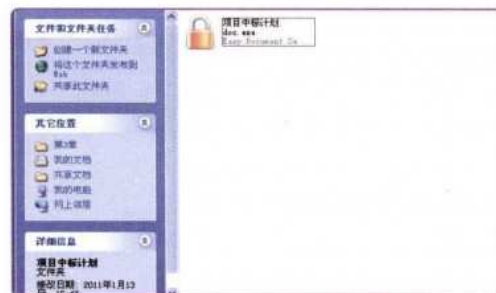 文件和文件夹任务
创建一个新文件夹
将这个文件夹发布到
Web
共享此文件夹
其它位置
第3章
我的文档
共享文档
我的电脑
网上邻居
详细信息
项目中标计划
文件夹
修改日期: 2011年1月13
项目中标计划
doc.eps
Easy Document